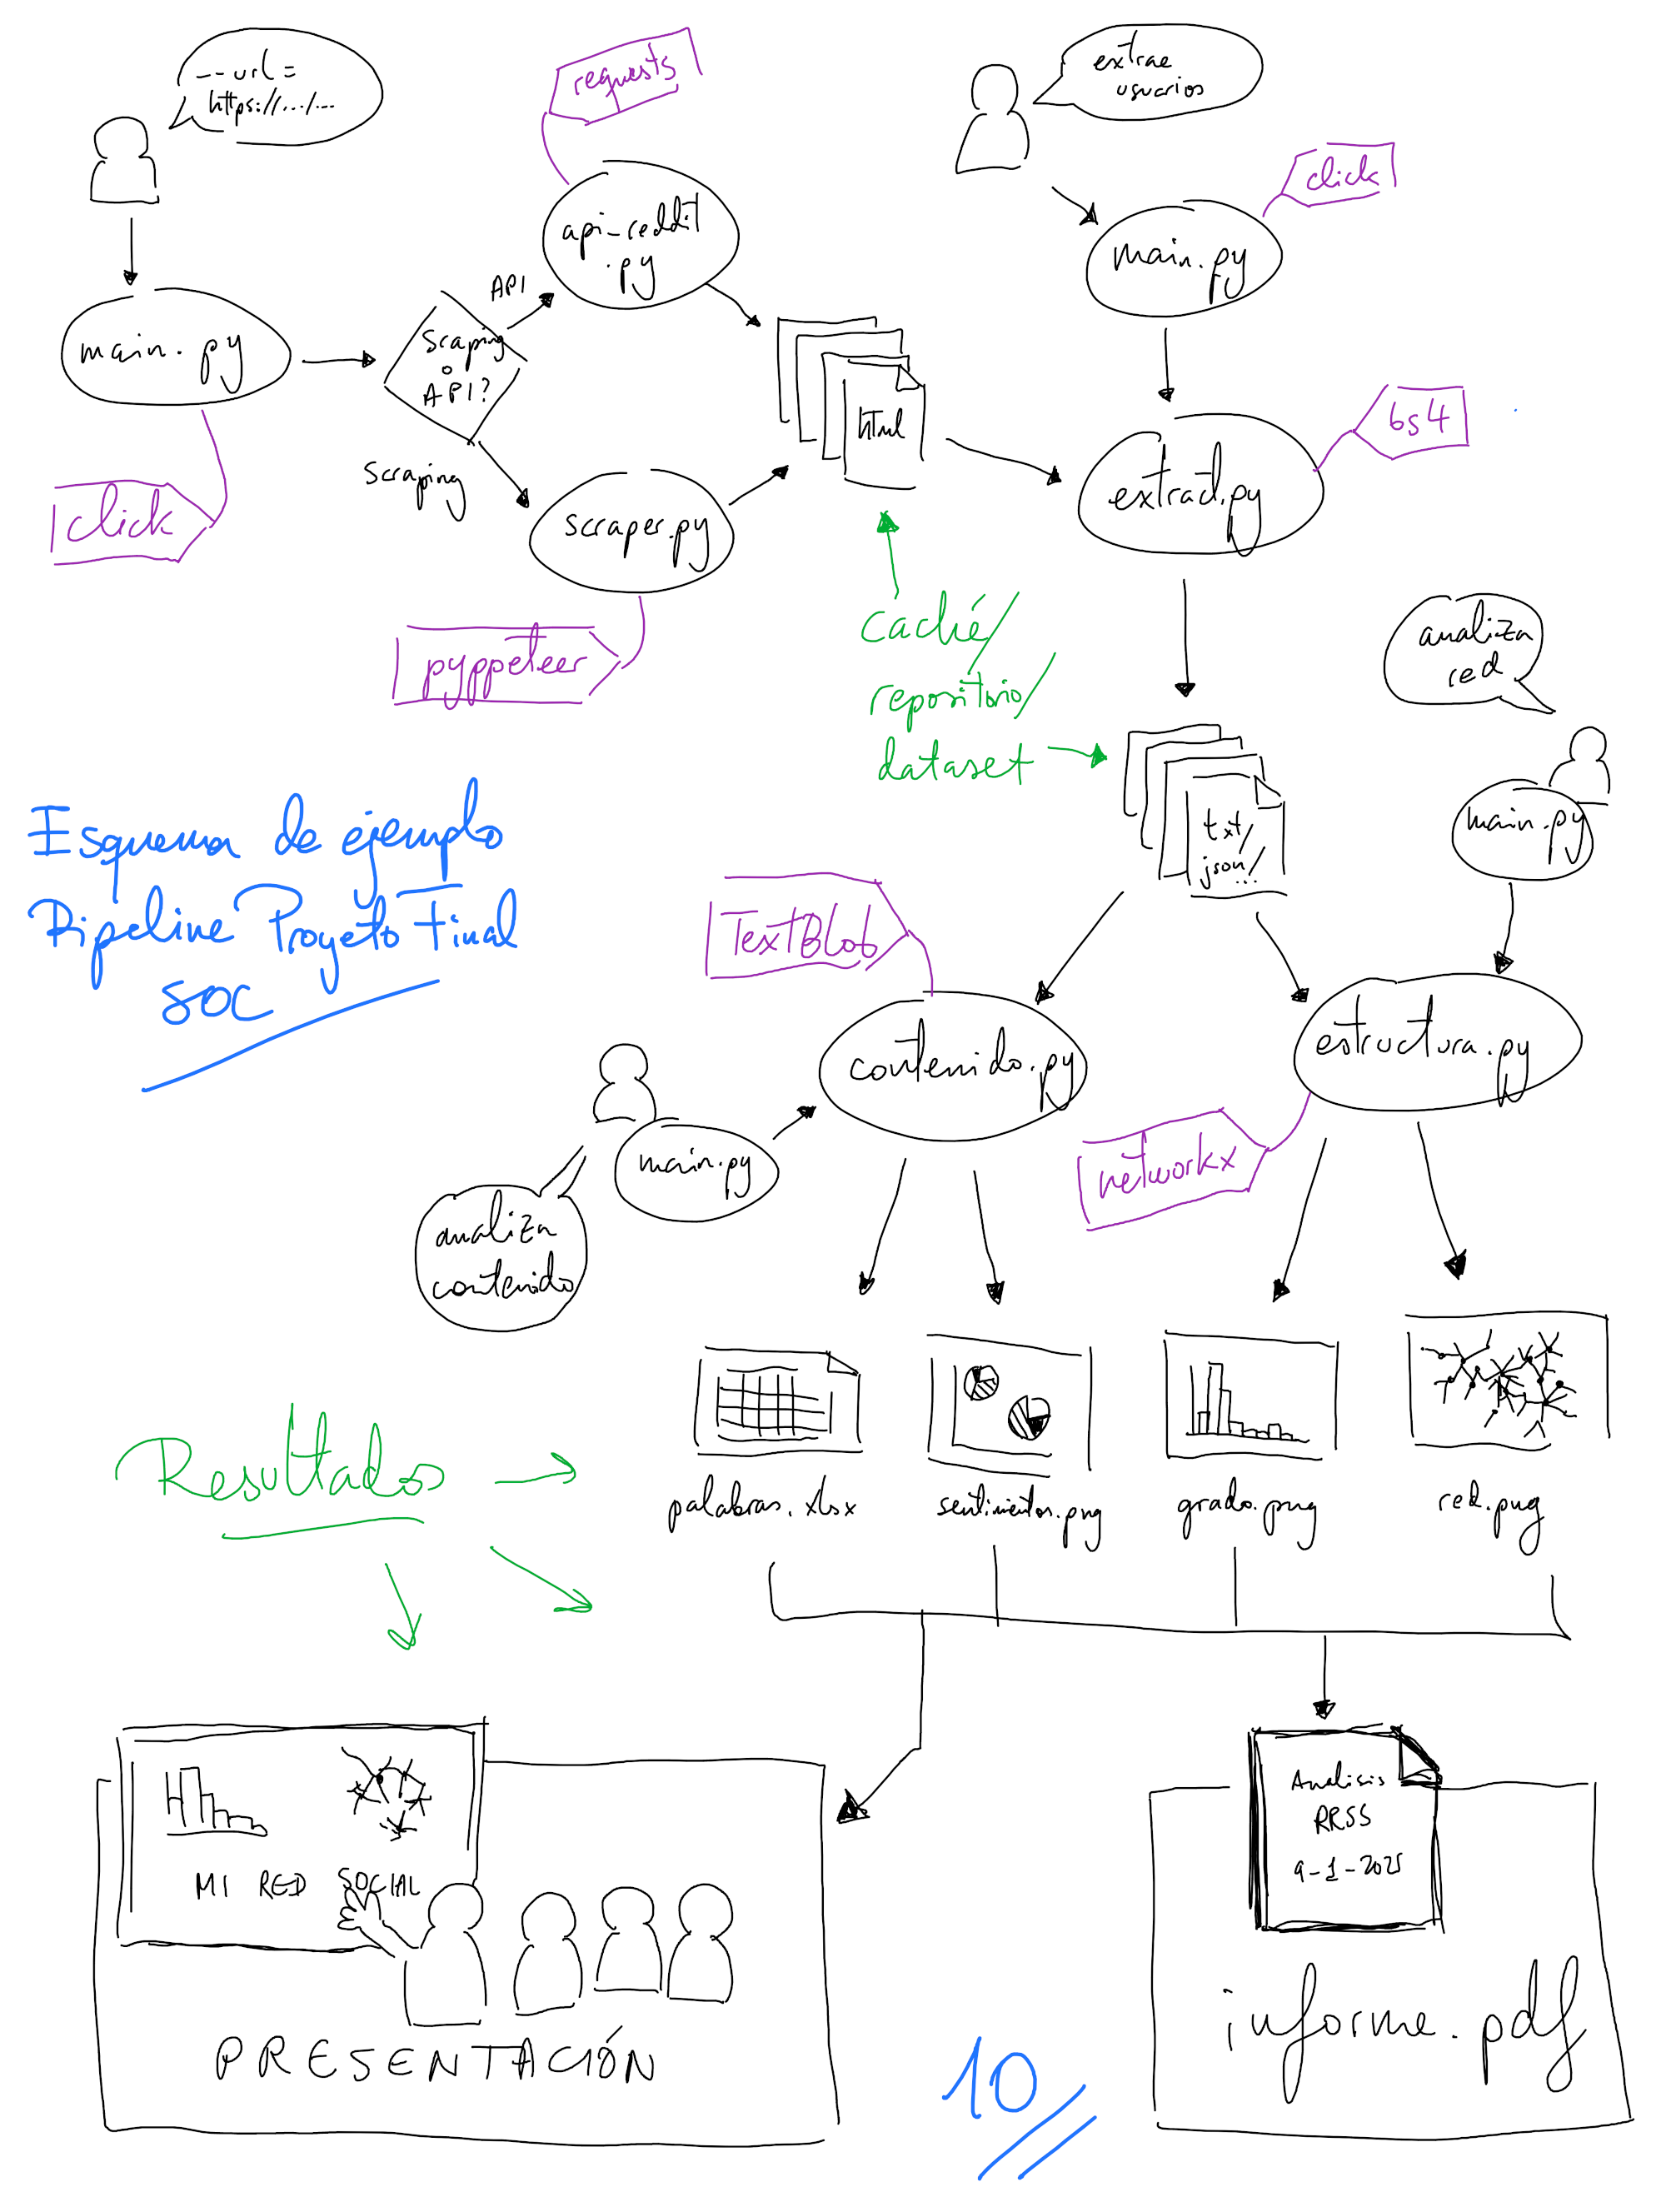 --url =
https://.../...
requests
extrae
usuarios
click
api-reddit
.py
main.py
main.py
API
Scraping
o
API?
html
bs4
Scraping
click
scraper.py
extract.py
pyppeteer
caché/
repositorio/
dataset
analiza
red
main.py
txt/
json/
...
Esquema de ejemplo
Pipeline Proyeto Final
SOC
TextBlob
contenido.py
estructura.py
main.py
networkx
analiza
contenido
Resultados
palabras.xlsx
sentimientos.png
grado.png
red.png
MI RED SOCIAL
PRESENTACIÓN
Analisis
RRSS
9-1-2025
informe.pdf
10